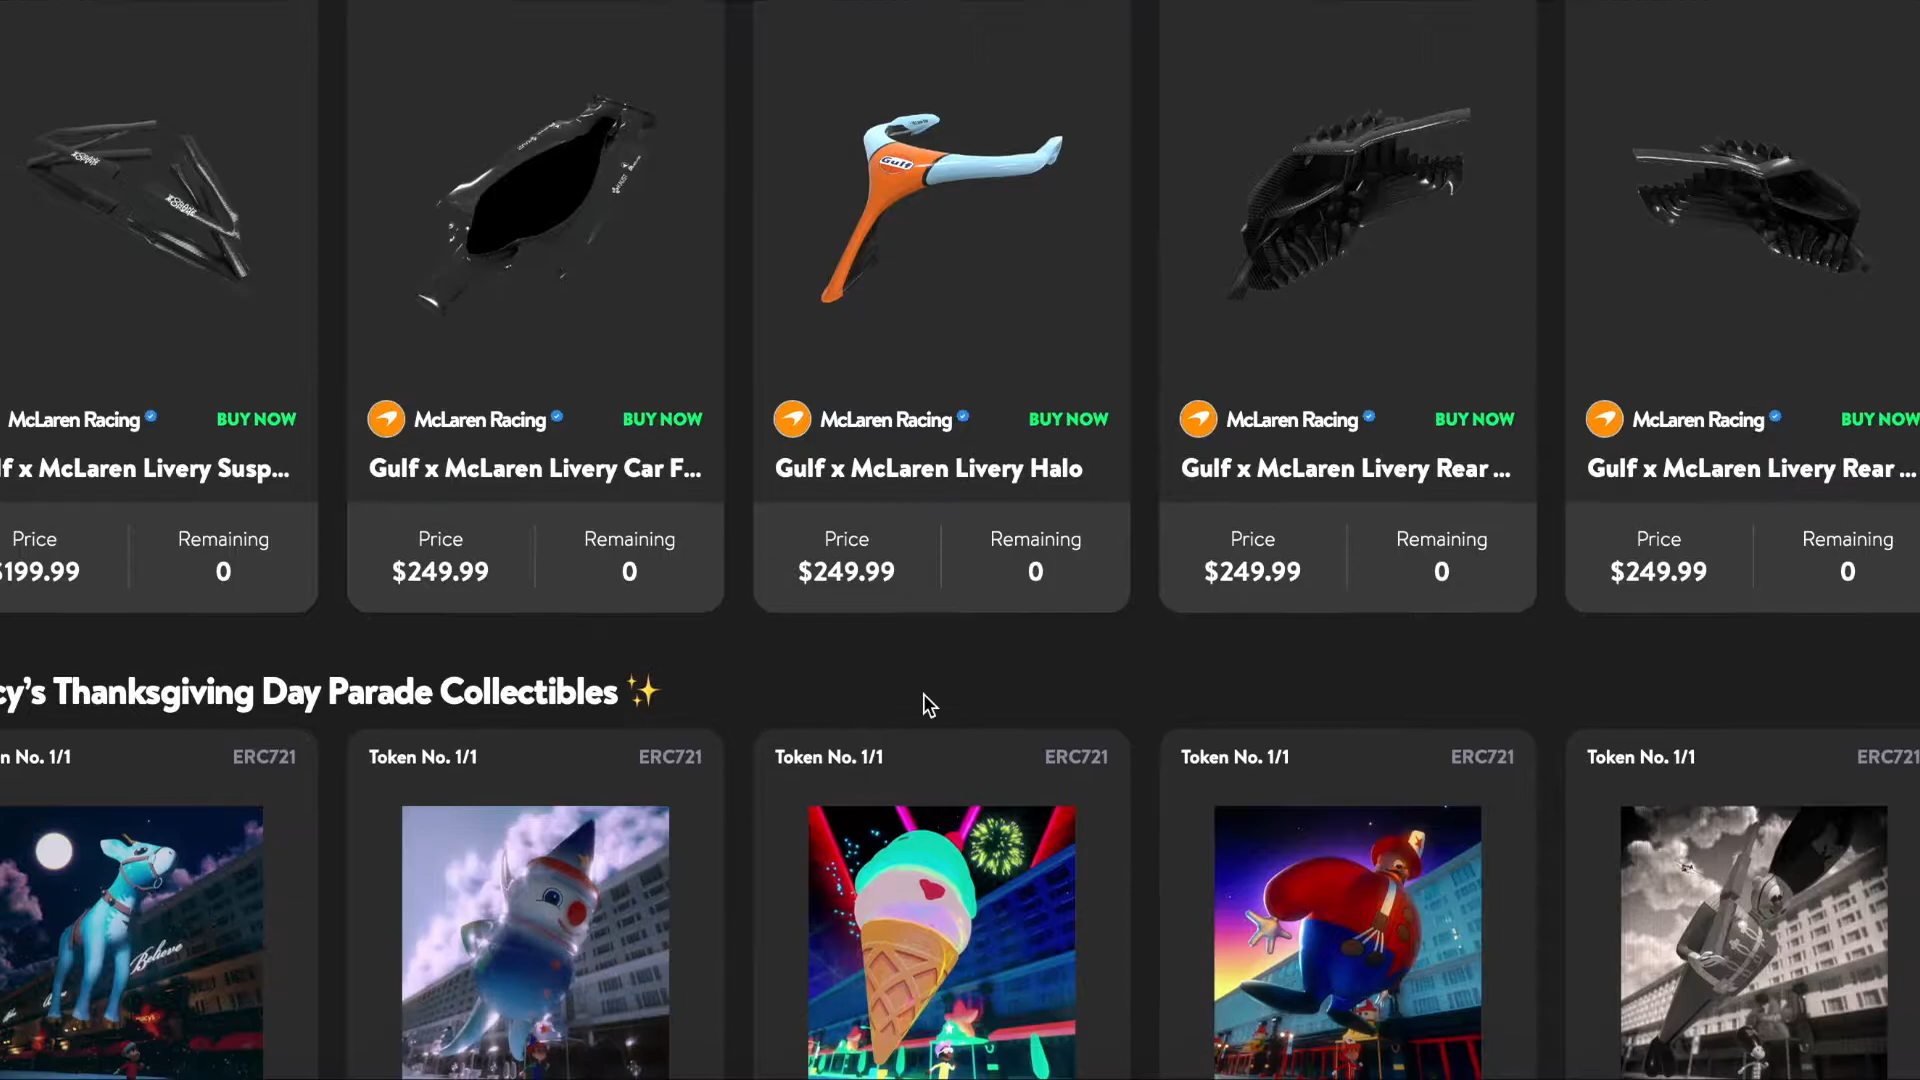 Gulf
McLaren Racing BUY NOW
McLaren Racing BUY NOW
McLaren Racing BUY NOW
McLaren Racing BUY NOW
McLaren Racing BUY NOW
lf x McLaren Livery Susp...
Gulf x McLaren Livery Car F...
Gulf x McLaren Livery Halo
Gulf x McLaren Livery Rear ...
Gulf x McLaren Livery Rear ...
Price Remaining
Price Remaining
Price Remaining
Price Remaining
Price Remaining
$199.99 0
$249.99 0
$249.99 0
$249.99 0
$249.99 0
cy's Thanksgiving Day Parade Collectibles ✨
n No. 1/1 ERC721
Token No. 1/1 ERC721
Token No. 1/1 ERC721
Token No. 1/1 ERC721
Token No. 1/1 ERC721
Believe
macys